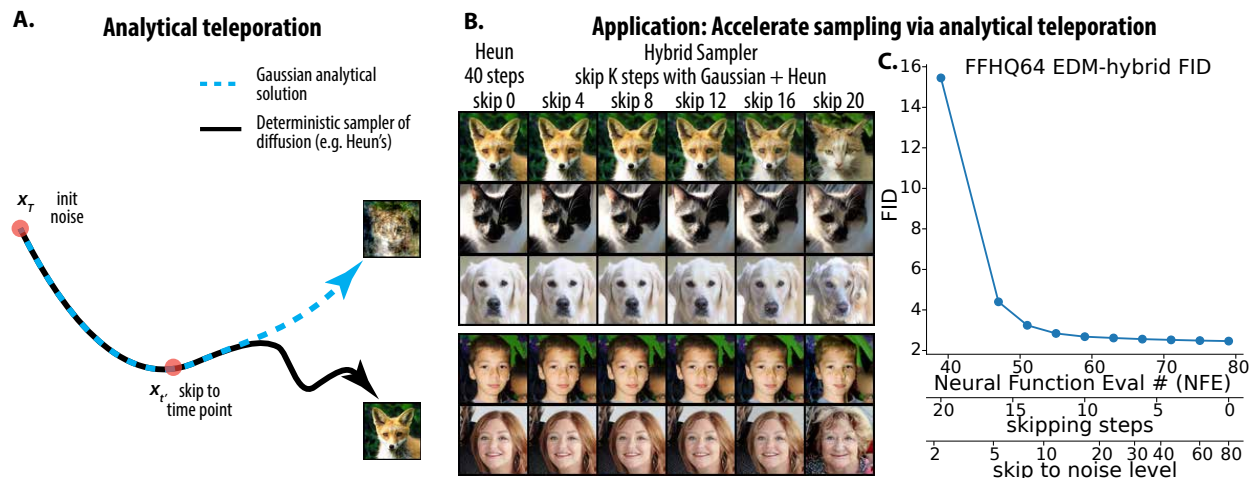 A.
Analytical teleporation
Gaussian analytical
solution
Deterministic sampler of
diffusion (e.g. Heun's)
x_T init
noise
x_t' skip to
time point
B.
Application: Accelerate sampling via analytical teleporation
Heun
40 steps
skip 0
Hybrid Sampler
skip K steps with Gaussian + Heun
skip 4 skip 8 skip 12 skip 16 skip 20
C.
FFHQ64 EDM-hybrid FID
FID
16
14
12
10
8
6
4
2
40 50 60 70 80
Neural Function Eval # (NFE)
20 15 10 5 0
skipping steps
2 5 10 20 30 40 60 80
skip to noise level